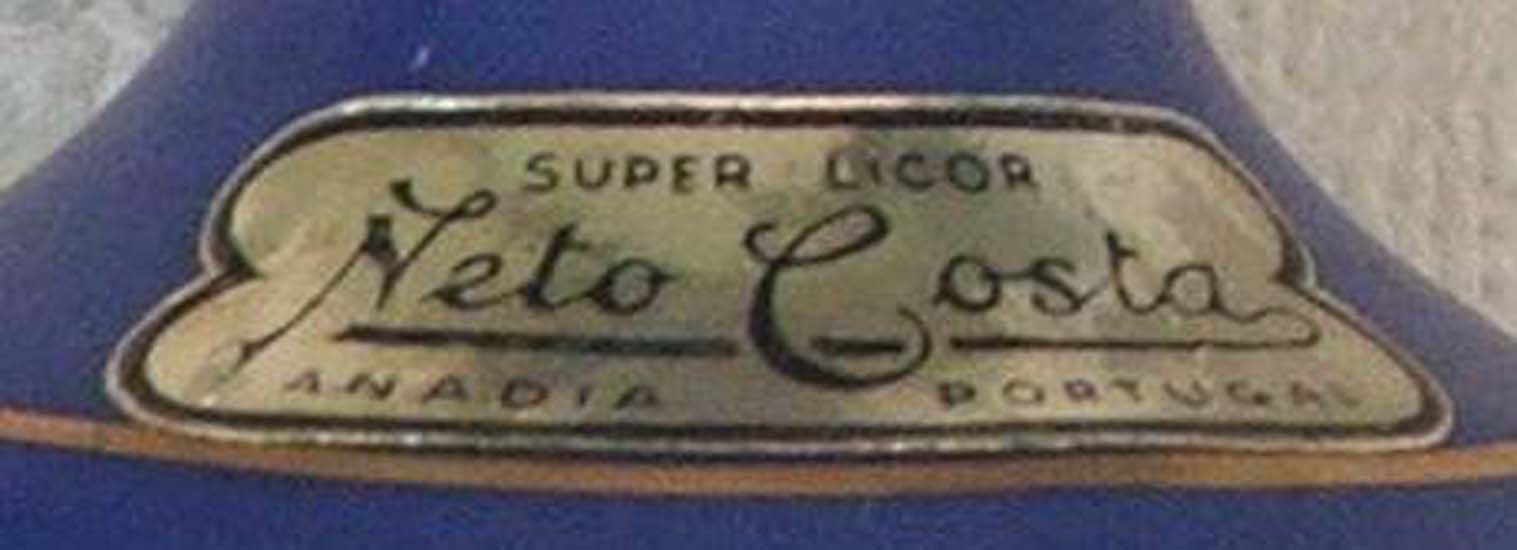 SUPER LICOR
Neto Costa
ANADIA PORTUGAL